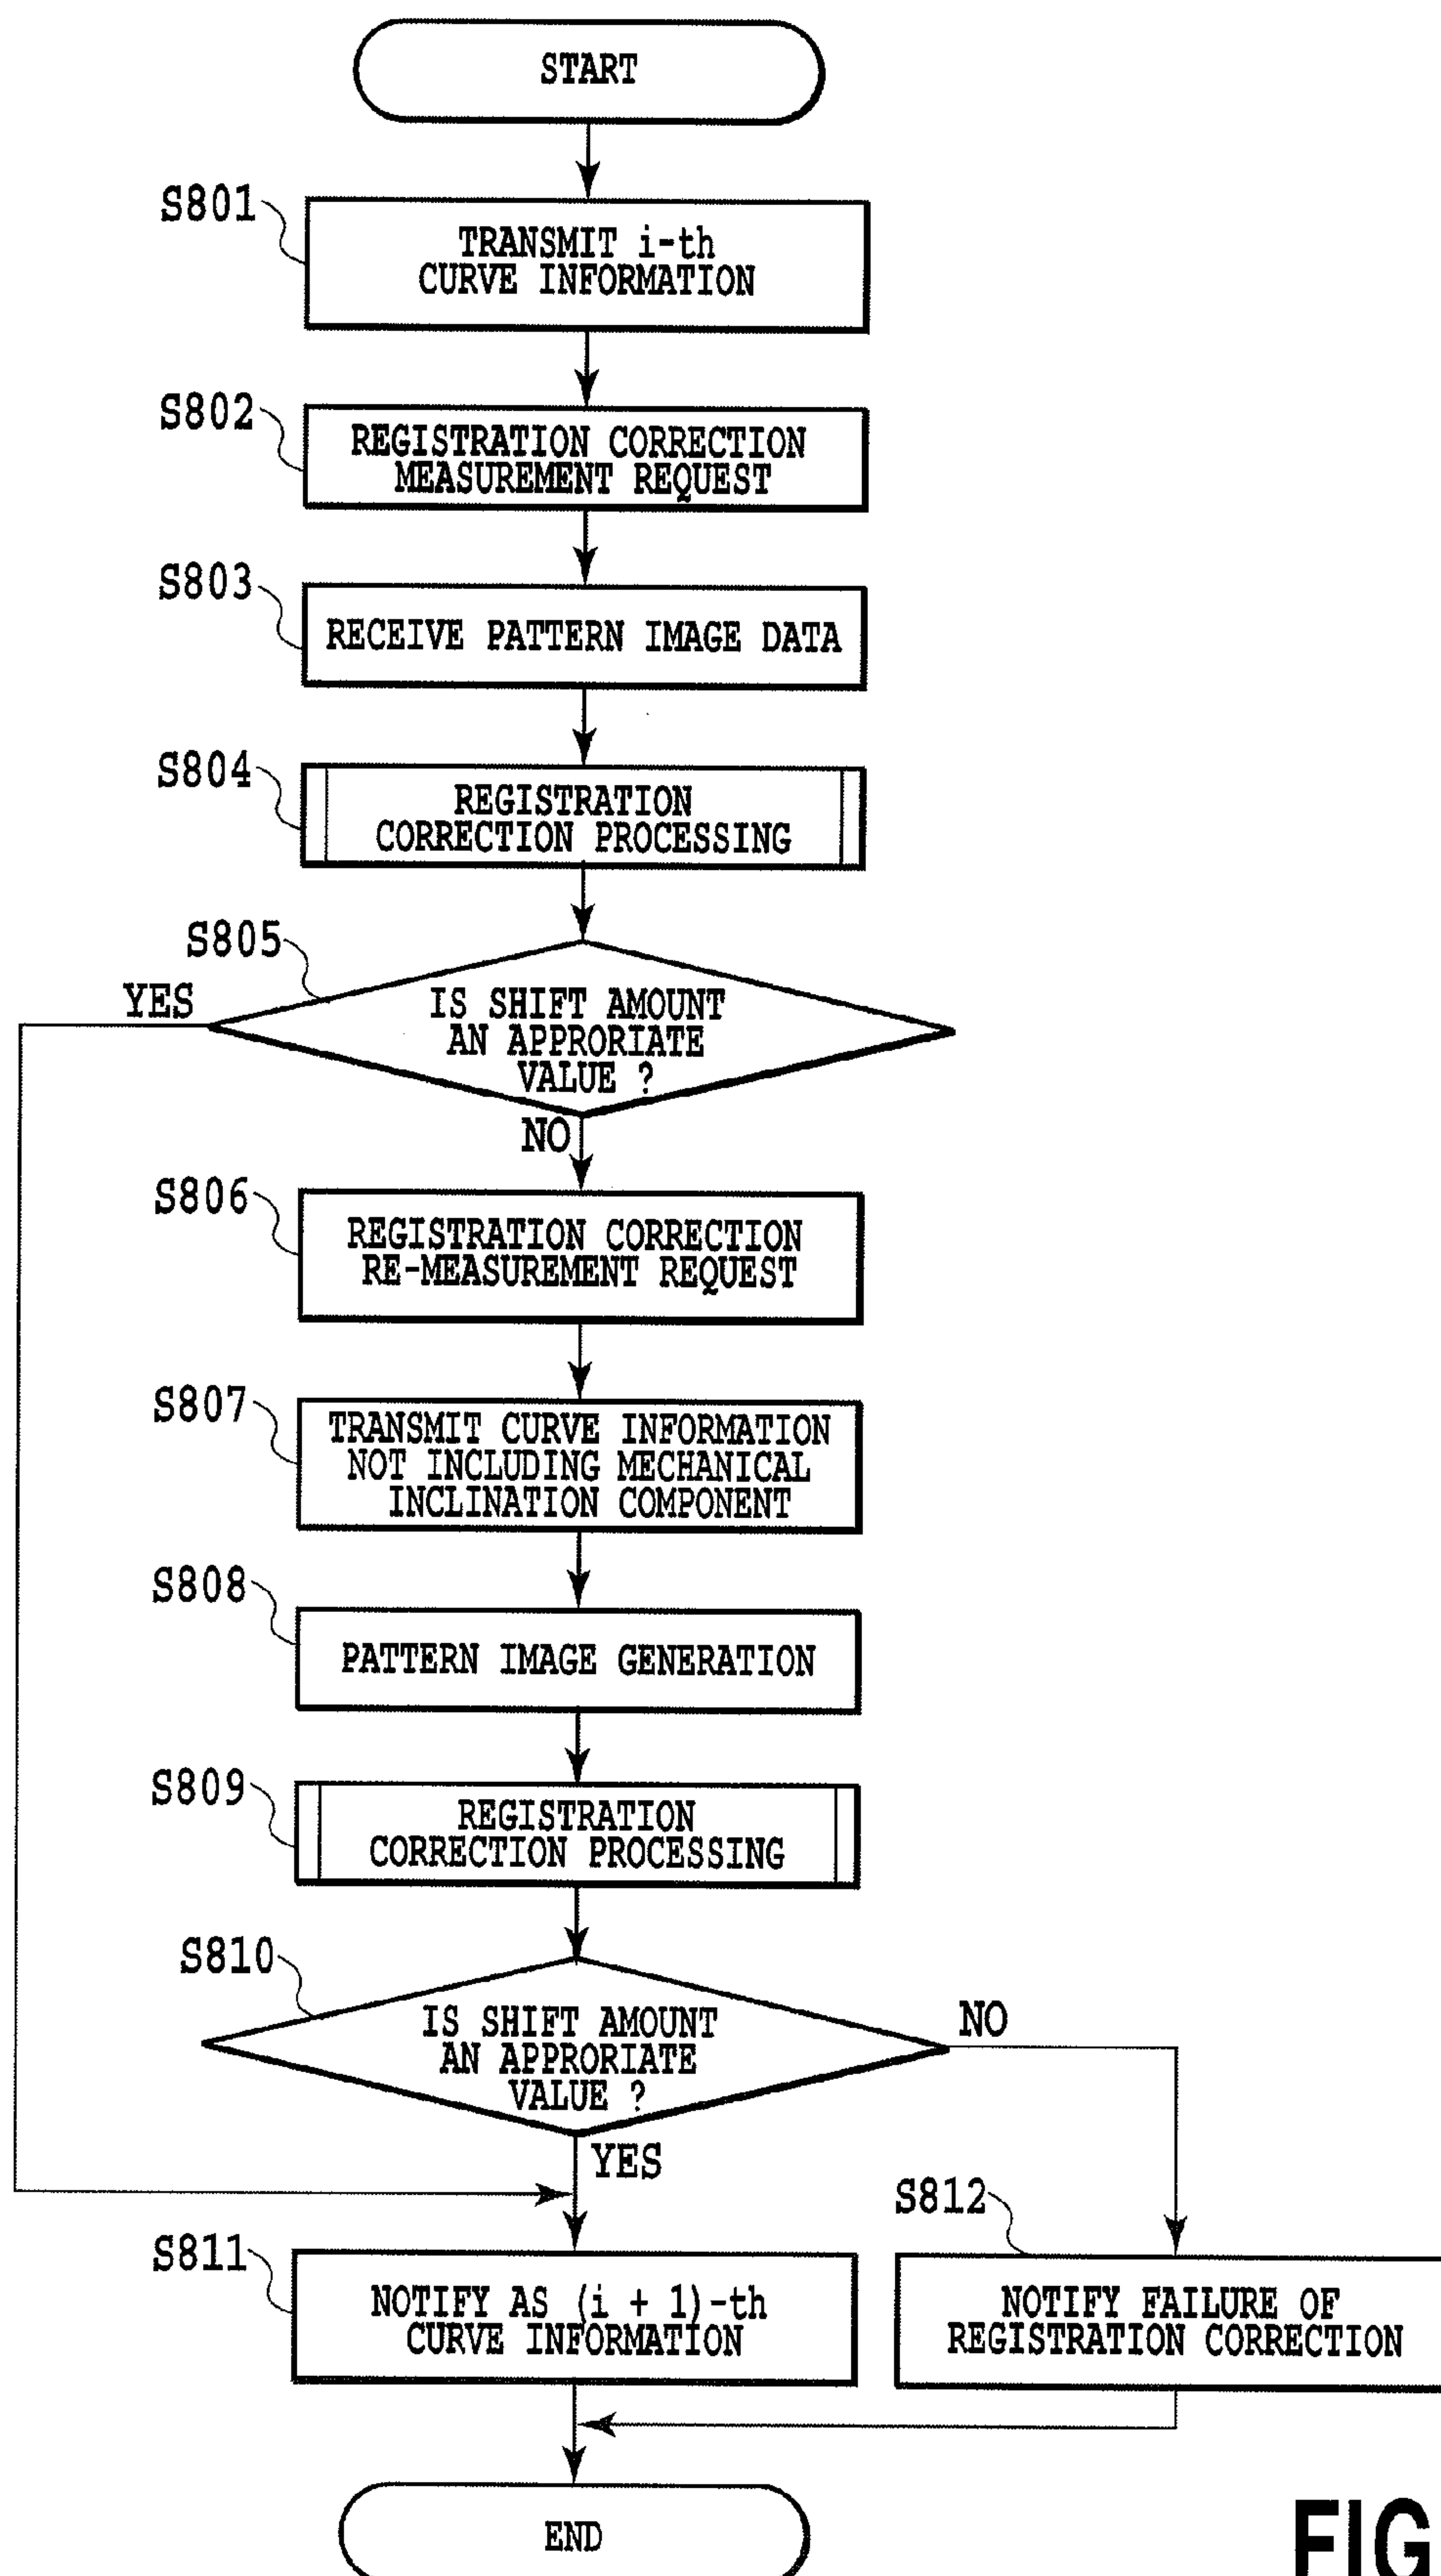 START
S801
TRANSMIT i-th
CURVE INFORMATION
S802
REGISTRATION CORRECTION
MEASUREMENT REQUEST
S803
RECEIVE PATTERN IMAGE DATA
S804
REGISTRATION
CORRECTION PROCESSING
S805
YES
IS SHIFT AMOUNT
AN APPRORIATE
VALUE ?
NO
S806
REGISTRATION CORRECTION
RE-MEASUREMENT REQUEST
S807
TRANSMIT CURVE INFORMATION
NOT INCLUDING MECHANICAL
INCLINATION COMPONENT
S808
PATTERN IMAGE GENERATION
S809
REGISTRATION
CORRECTION PROCESSING
S810
IS SHIFT AMOUNT
AN APPRORIATE
VALUE ?
NO
YES
S811
NOTIFY AS (i + 1)-th
CURVE INFORMATION
S812
NOTIFY FAILURE OF
REGISTRATION CORRECTION
END
FIG